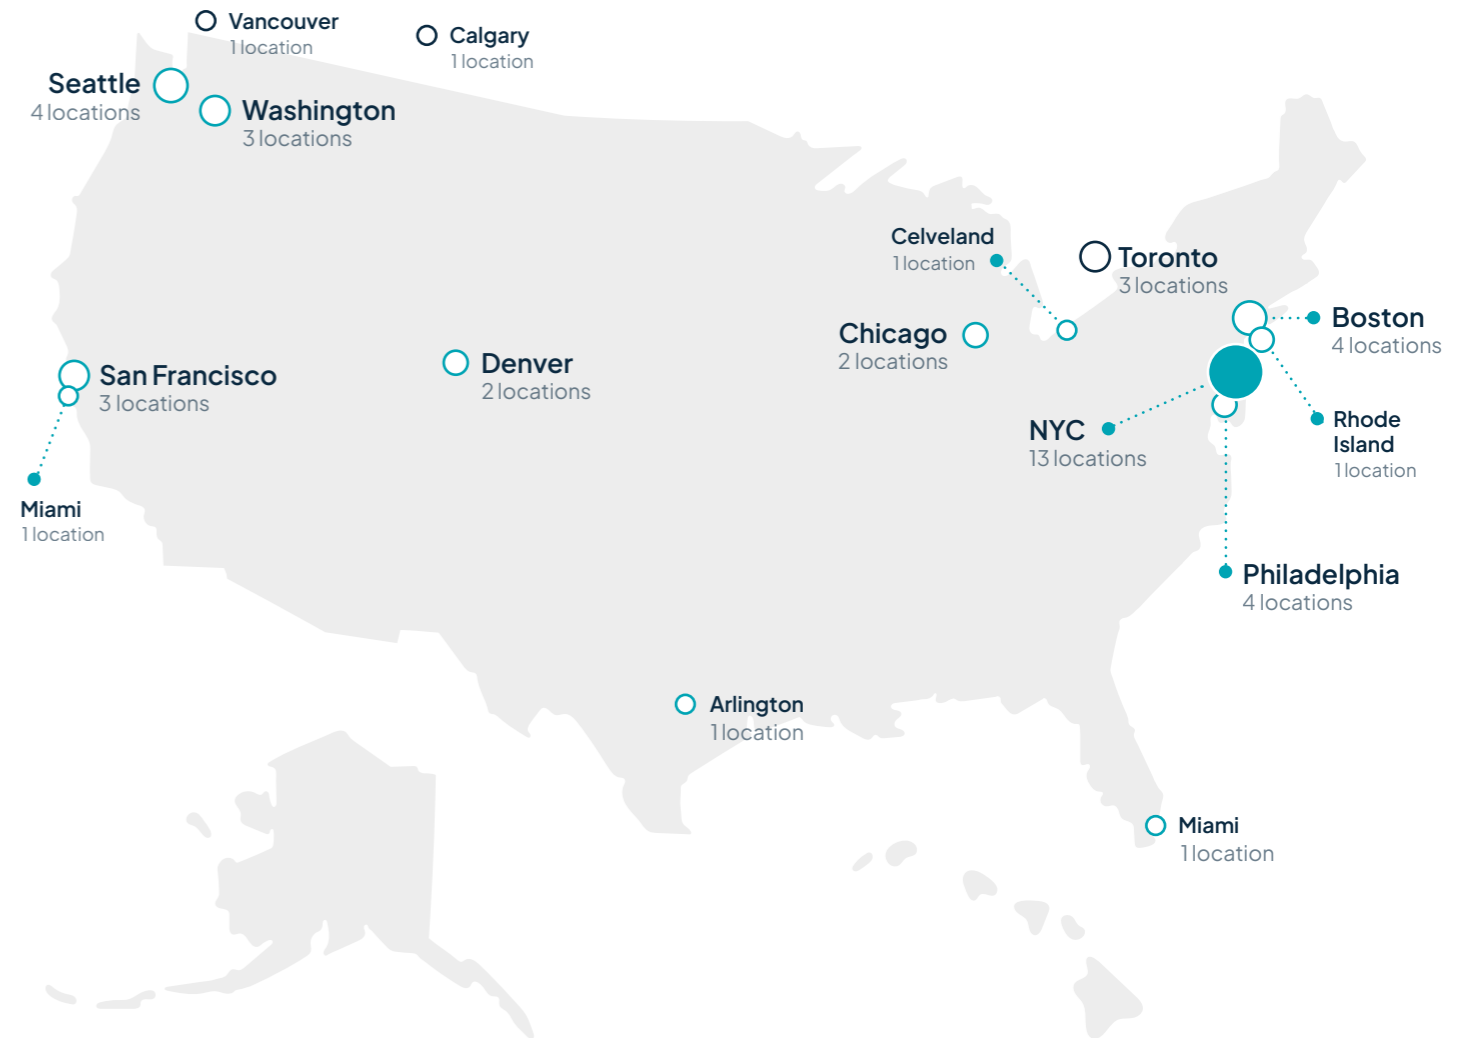 Vancouver
1 location
Calgary
1 location
Seattle
4 locations
Washington
3 locations
Celveland
1 location
Toronto
3 locations
Boston
4 locations
Chicago
2 locations
Denver
2 locations
San Francisco
3 locations
NYC
13 locations
Rhode
Island
1 location
Miami
1 location
Philadelphia
4 locations
Arlington
1 location
Miami
1 location